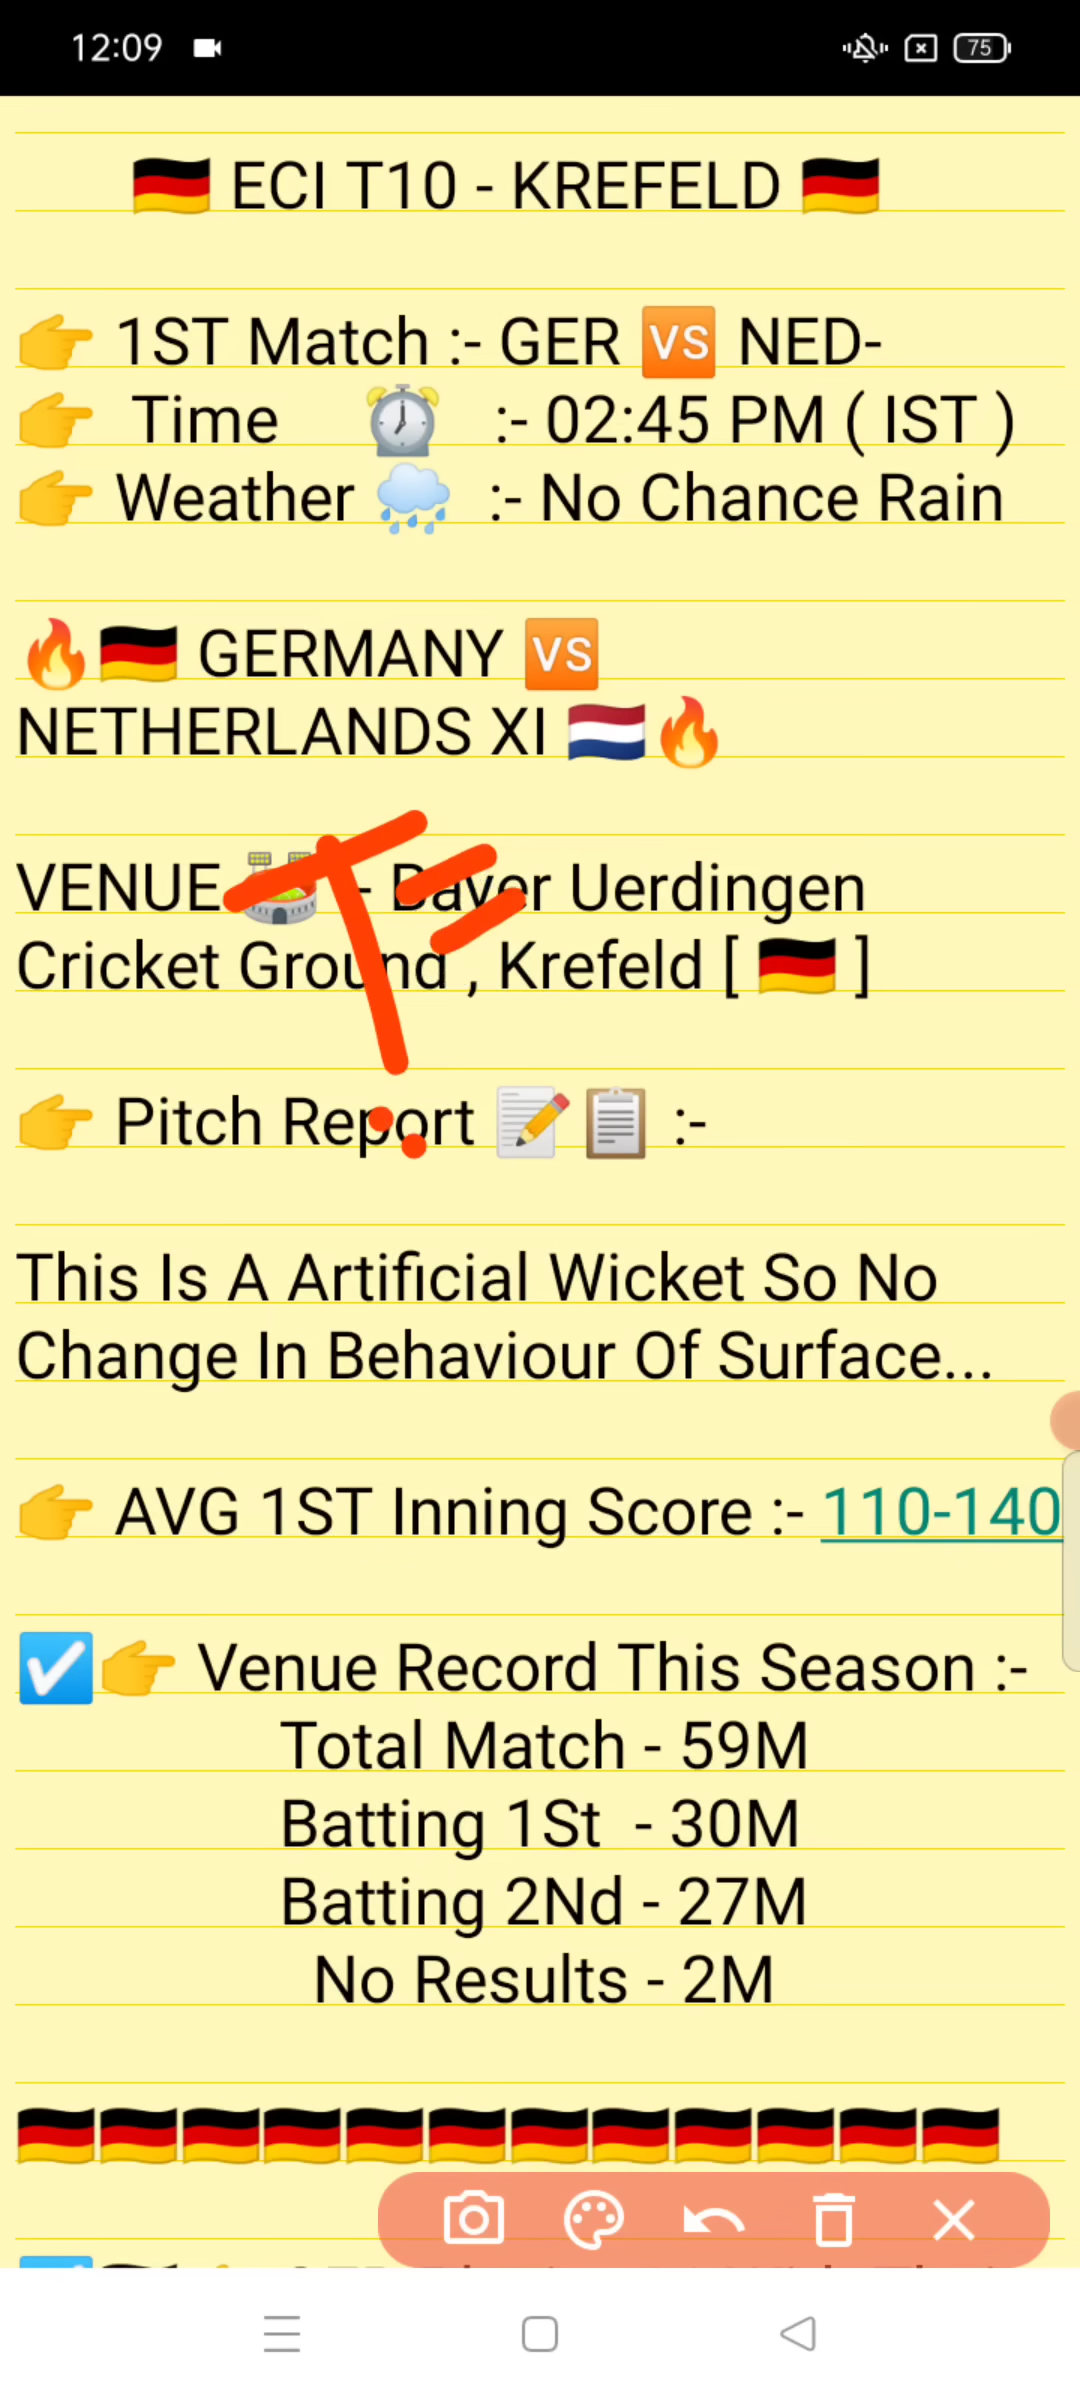 12:09
75
🇩🇪 ECI T10 - KREFELD 🇩🇪
👉 1ST Match :- GER 🆚 NED-
👉 Time ⏰ :- 02:45 PM ( IST )
👉 Weather 🌧️ :- No Chance Rain
🔥🇩🇪 GERMANY 🆚
NETHERLANDS XI 🇳🇱🔥
VENUE 🏟️ - Bayer Uerdingen
Cricket Ground , Krefeld [ 🇩🇪 ]
👉 Pitch Report 📝📋 :-
This Is A Artificial Wicket So No
Change In Behaviour Of Surface...
👉 AVG 1ST Inning Score :- 110-140
☑️👉 Venue Record This Season :-
Total Match - 59M
Batting 1St - 30M
Batting 2Nd - 27M
No Results - 2M
🇩🇪🇩🇪🇩🇪🇩🇪🇩🇪🇩🇪🇩🇪🇩🇪🇩🇪🇩🇪🇩🇪🇩🇪